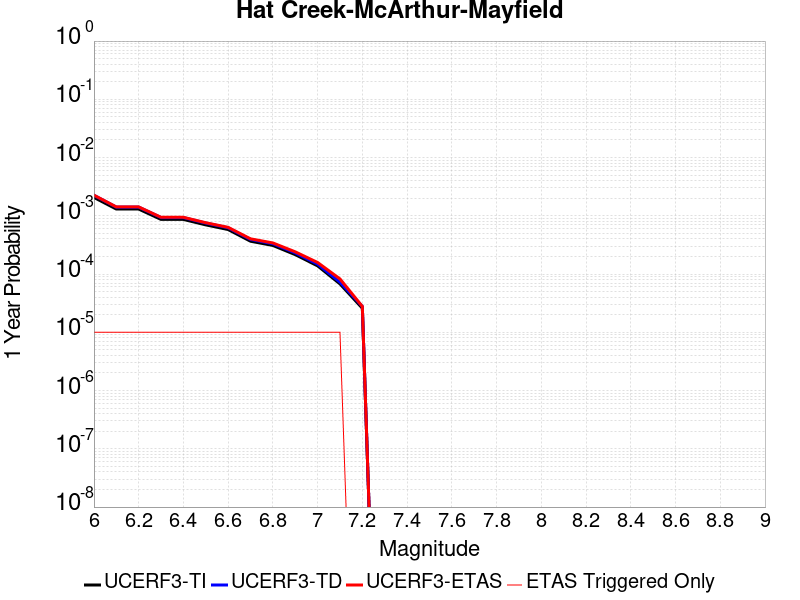 Hat Creek-McArthur-Mayfield
10^0
10^-1
10^-2
10^-3
10^-4
10^-5
10^-6
10^-7
10^-8
1 Year Probability
6 6.2 6.4 6.6 6.8 7 7.2 7.4 7.6 7.8 8 8.2 8.4 8.6 8.8 9
Magnitude
UCERF3-TI UCERF3-TD UCERF3-ETAS ETAS Triggered Only